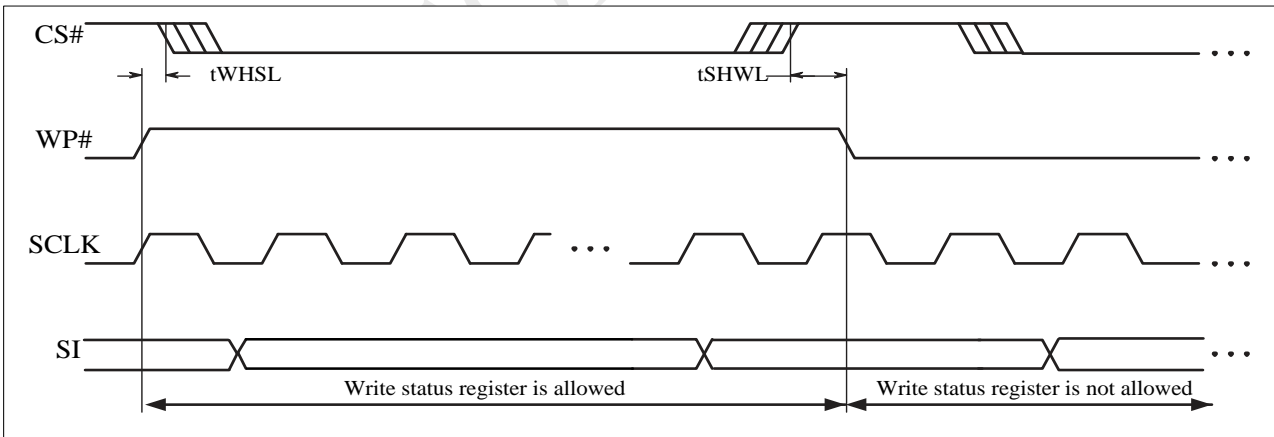 CS#
tWHSL
tSHWL
WP#
SCLK
SI
Write status register is allowed
Write status register is not allowed